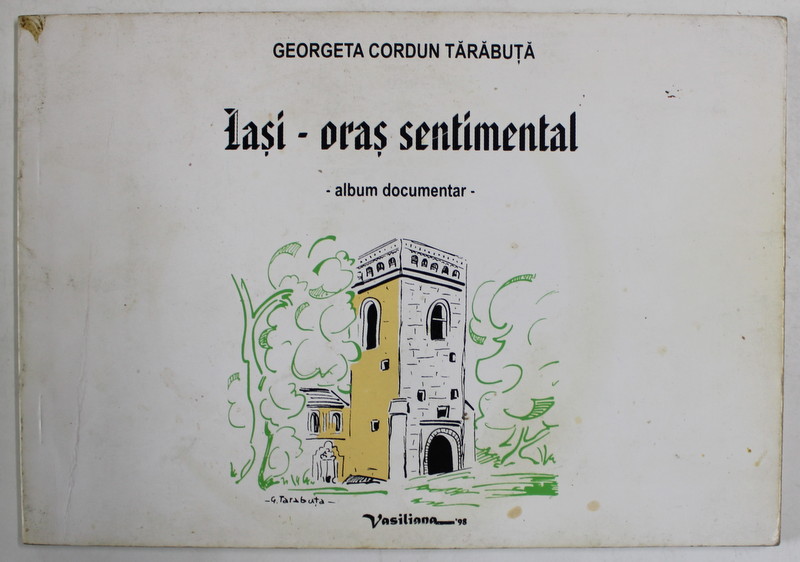 GEORGETA CORDUN TĂRĂBUȚĂ
Iași - oraș sentimental
- album documentar -
-G. Tarabuța-
Vasiliana '98